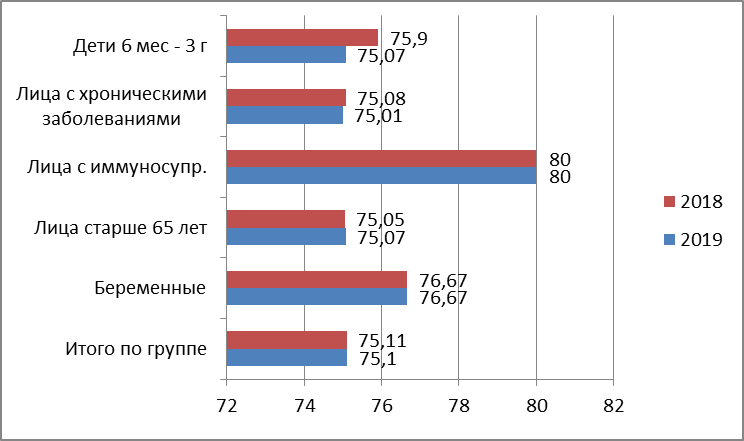 Дети 6 мес - 3 г
75,9
75,07
Лица с хроническими
заболеваниями
75,08
75,01
Лица с иммуносупр.
80
80
Лица старше 65 лет
75,05
75,07
Беременные
76,67
76,67
Итого по группе
75,11
75,1
72 74 76 78 80 82
2018
2019